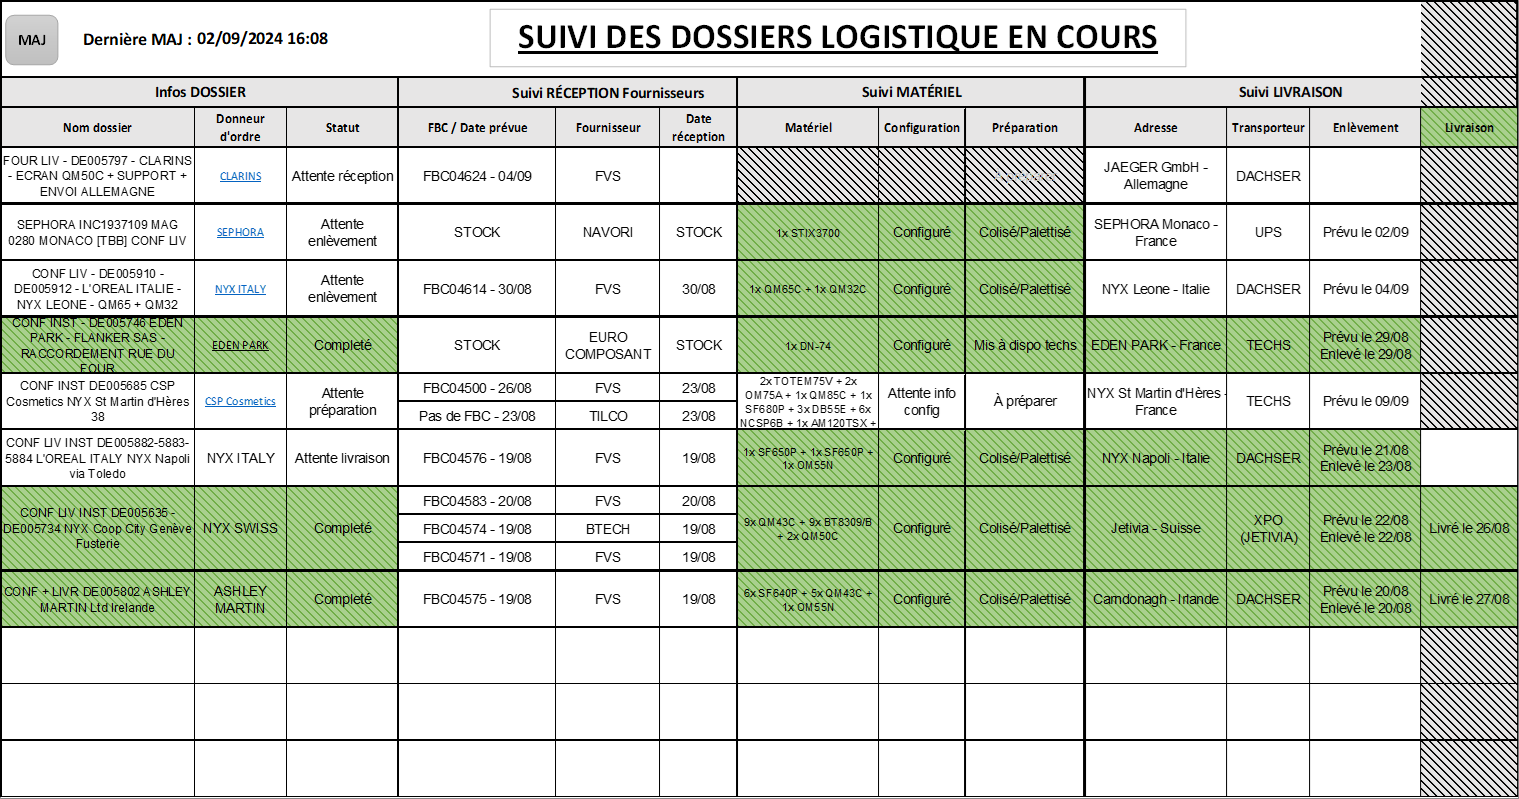 MAJ
Dernière MAJ : 02/09/2024 16:08
SUIVI DES DOSSIERS LOGISTIQUE EN COURS
Infos DOSSIER
Suivi RÉCEPTION Fournisseurs
Suivi MATÉRIEL
Suivi LIVRAISON
Nom dossier
Donneur
d'ordre
Statut
FBC / Date prévue
Fournisseur
Date
réception
Matériel
Configuration
Préparation
Adresse
Transporteur
Enlèvement
Livraison
FOUR LIV - DE005797 - CLARINS
- ECRAN QM50C + SUPPORT +
ENVOI ALLEMAGNE
CLARINS
Attente réception
FBC04624 - 04/09
FVS
JAEGER GmbH -
Allemagne
DACHSER
SEPHORA INC1937109 MAG
0280 MONACO [TBB] CONF LIV
SEPHORA
Attente
enlèvement
STOCK
NAVORI
STOCK
1x STIX3700
Configuré
Colisé/Palettisé
SEPHORA Monaco -
France
UPS
Prévu le 02/09
CONF LIV - DE005910 -
DE005912 - L'OREAL ITALIE -
NYX LEONE - QM65 + QM32
NYX ITALY
Attente
enlèvement
FBC04614 - 30/08
FVS
30/08
1x QM65C + 1x QM32C
Configuré
Colisé/Palettisé
NYX Leone - Italie
DACHSER
Prévu le 04/09
CONF INST - DE005746 EDEN
PARK - FLANKER SAS -
RACCORDEMENT RUE DU
FOUR
EDEN PARK
Completé
STOCK
EURO
COMPOSANT
STOCK
1x DN-74
Configuré
Mis à dispo techs
EDEN PARK - France
TECHS
Prévu le 29/08
Enlevé le 29/08
CONF INST DE005685 CSP
Cosmetics NYX St Martin d'Hères
38
CSP Cosmetics
Attente
préparation
FBC04500 - 26/08
FVS
23/08
Pas de FBC - 23/08
TILCO
23/08
2x TOTEM75V + 2x
OM75A + 1x QM85C + 1x
SF680P + 3x DB55E + 6x
NCSP6B + 1x AM120TSX +
Attente info
config
À préparer
NYX St Martin d'Hères -
France
TECHS
Prévu le 09/09
CONF LIV INST DE005882-5883-
5884 L'OREAL ITALY NYX Napoli
via Toledo
NYX ITALY
Attente livraison
FBC04576 - 19/08
FVS
19/08
1x SF650P + 1x SF650P +
1x OM55N
Configuré
Colisé/Palettisé
NYX Napoli - Italie
DACHSER
Prévu le 21/08
Enlevé le 23/08
CONF LIV INST DE005635 -
DE005734 NYX Coop City Genève
Fusterie
NYX SWISS
Completé
FBC04583 - 20/08
FVS
20/08
FBC04574 - 19/08
BTECH
19/08
FBC04571 - 19/08
FVS
19/08
9x QM43C + 9x BT8309/B
+ 2x QM50C
Configuré
Colisé/Palettisé
Jetivia - Suisse
XPO
(JETIVIA)
Prévu le 22/08
Enlevé le 22/08
Livré le 26/08
CONF + LIVR DE005802 ASHLEY
MARTIN Ltd Irelande
ASHLEY
MARTIN
Completé
FBC04575 - 19/08
FVS
19/08
6x SF640P + 5x QM43C +
1x OM55N
Configuré
Colisé/Palettisé
Carndonagh - Irlande
DACHSER
Prévu le 20/08
Enlevé le 20/08
Livré le 27/08